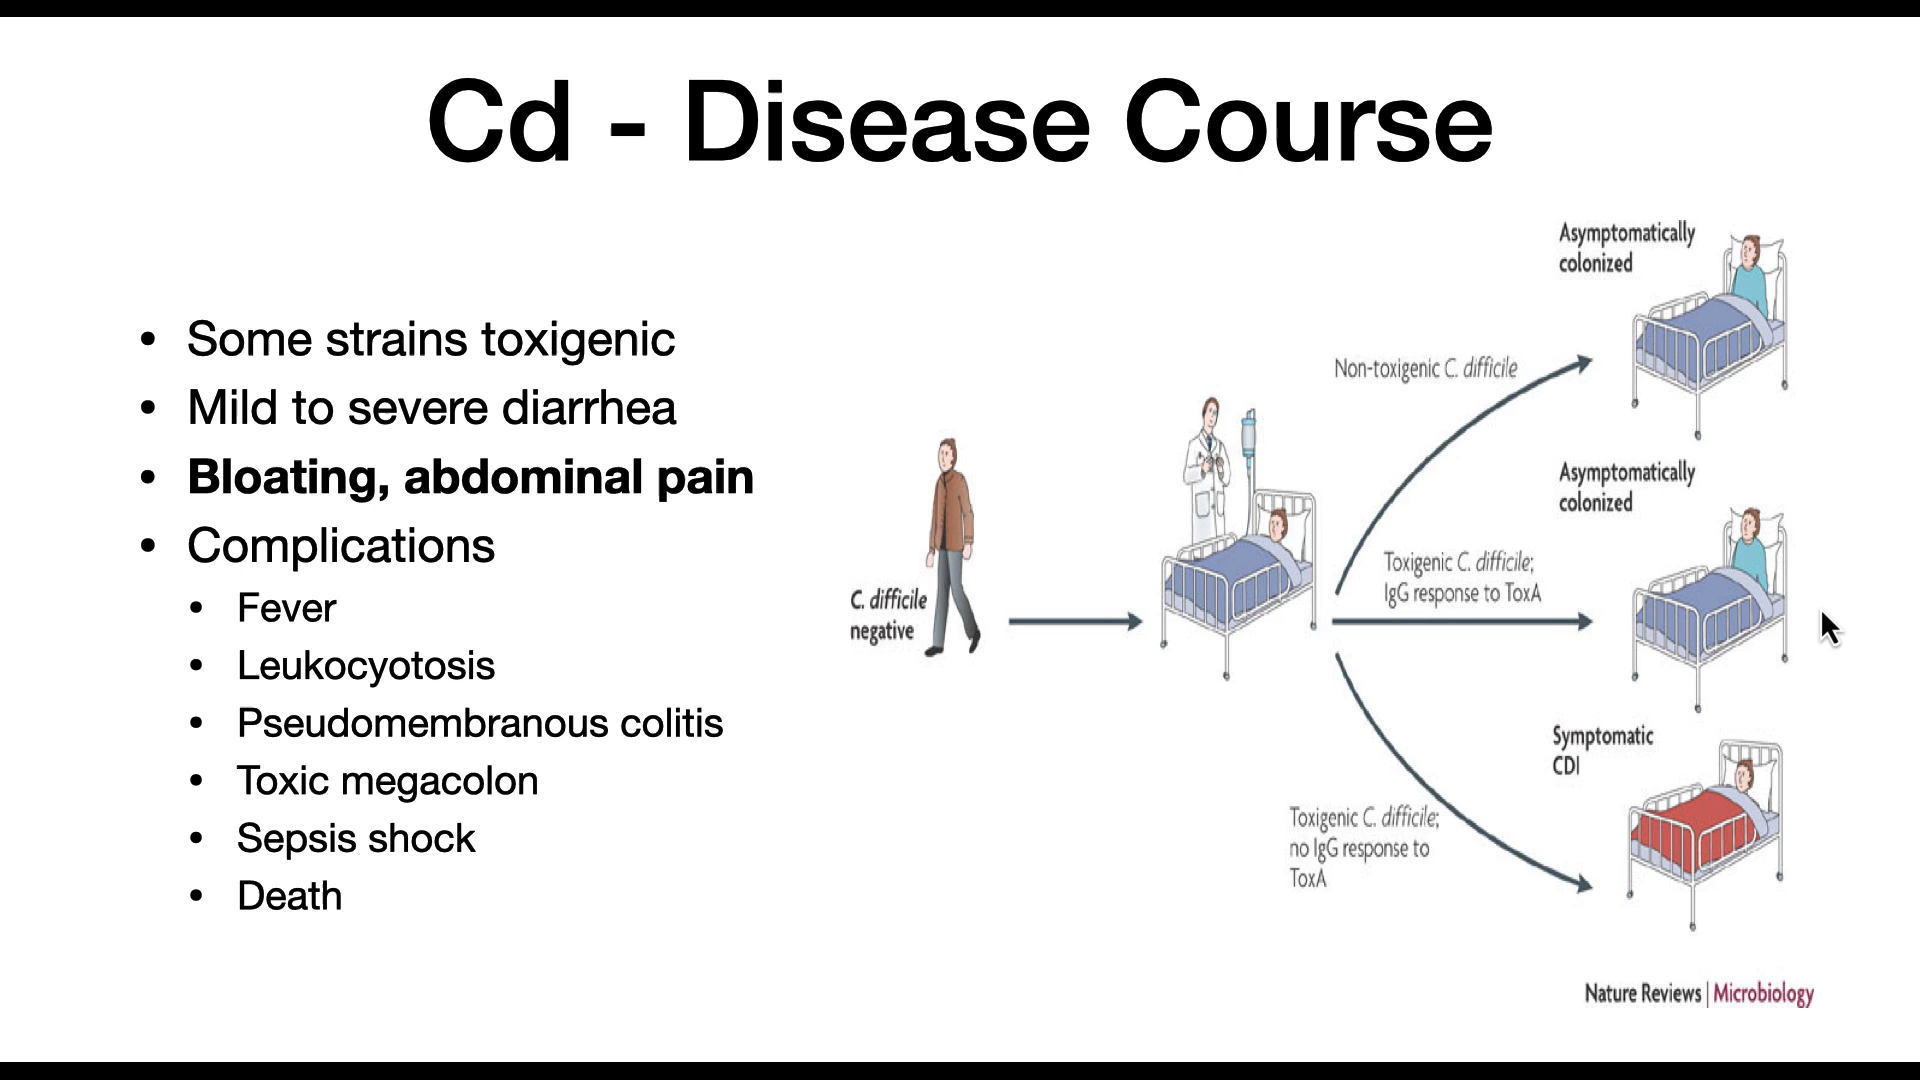 Cd - Disease Course
• Some strains toxigenic
• Mild to severe diarrhea
• Bloating, abdominal pain
• Complications
• Fever
• Leukocyotosis
• Pseudomembranous colitis
• Toxic megacolon
• Sepsis shock
• Death
C. difficile
negative
Non-toxigenic C. difficile
Asymptomatically
colonized
Toxigenic C. difficile;
IgG response to ToxA
Asymptomatically
colonized
Toxigenic C. difficile;
no IgG response to
ToxA
Symptomatic
CDI
Nature Reviews | Microbiology